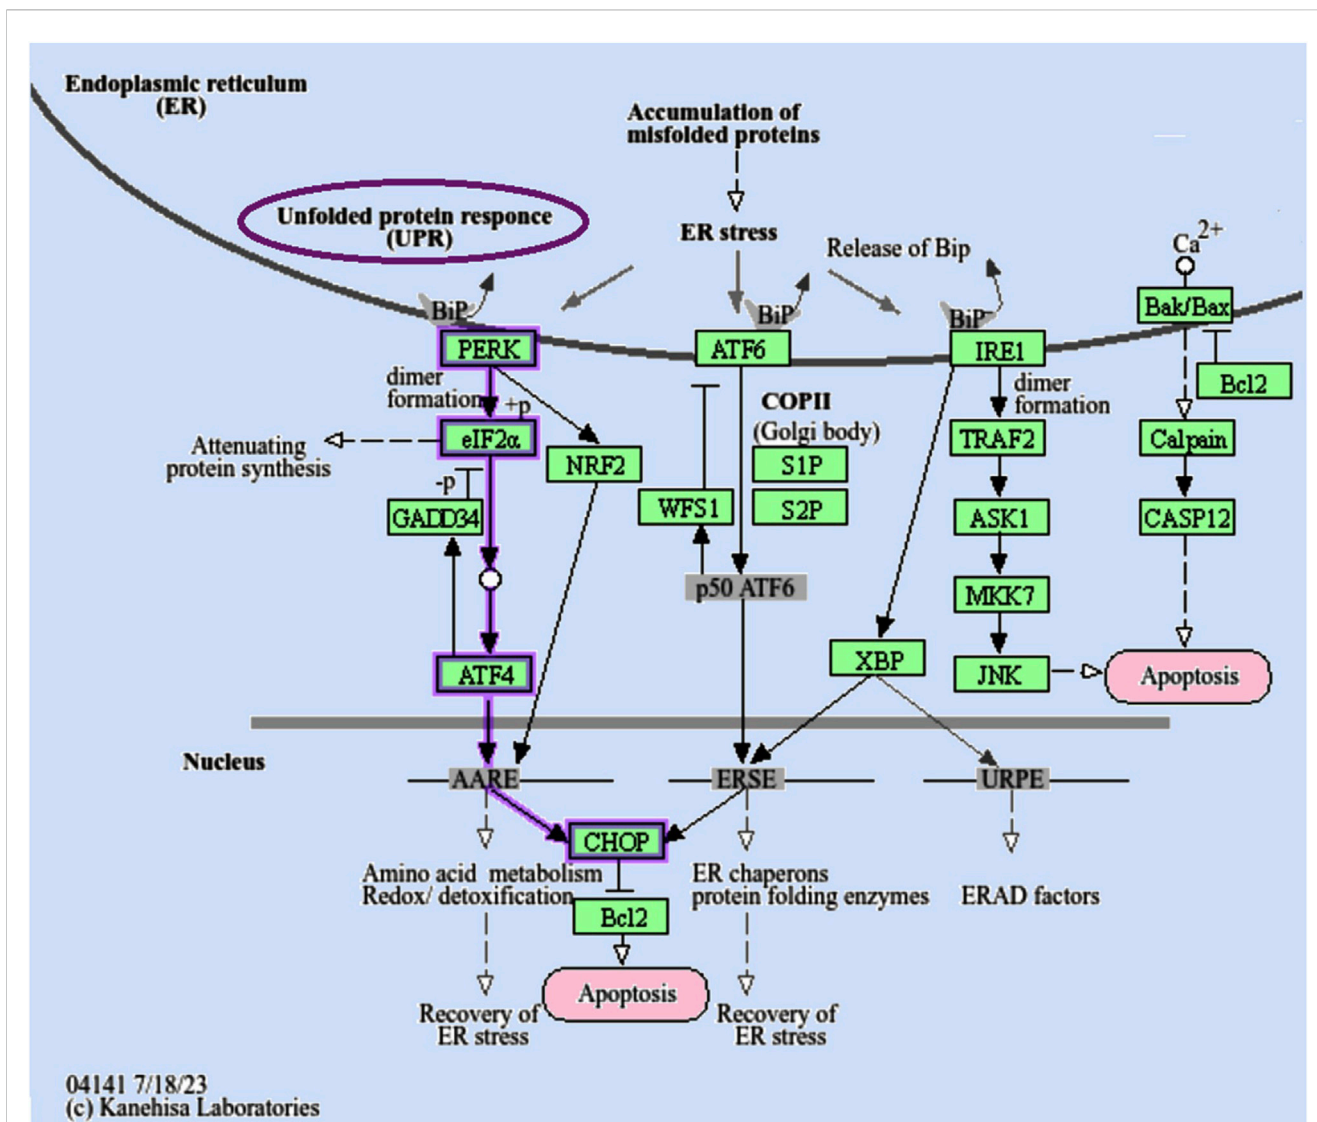 Endoplasmic reticulum
(ER)
Accumulation of
misfolded proteins
Unfolded protein responce
(UPR)
ER stress
Release of Bip
Ca2+
BiP
BiP
BiP
Bak/Bax
PERK
ATF6
IRE1
Bcl2
dimer
formation
+p
COPII
(Golgi body)
dimer
formation
Attenuating
protein synthesis
eIF2α
NRF2
S1P
TRAF2
Calpain
-p
GADD34
WFS1
S2P
ASK1
CASP12
p50 ATF6
MKK7
ATF4
XBP
JNK
Apoptosis
Nucleus
AARE
ERSE
URPE
CHOP
Amino acid metabolism
Redox/ detoxification
ER chaperons
protein folding enzymes
ERAD factors
Bcl2
Apoptosis
Recovery of
ER stress
Recovery of
ER stress
04141 7/18/23
(c) Kanehisa Laboratories